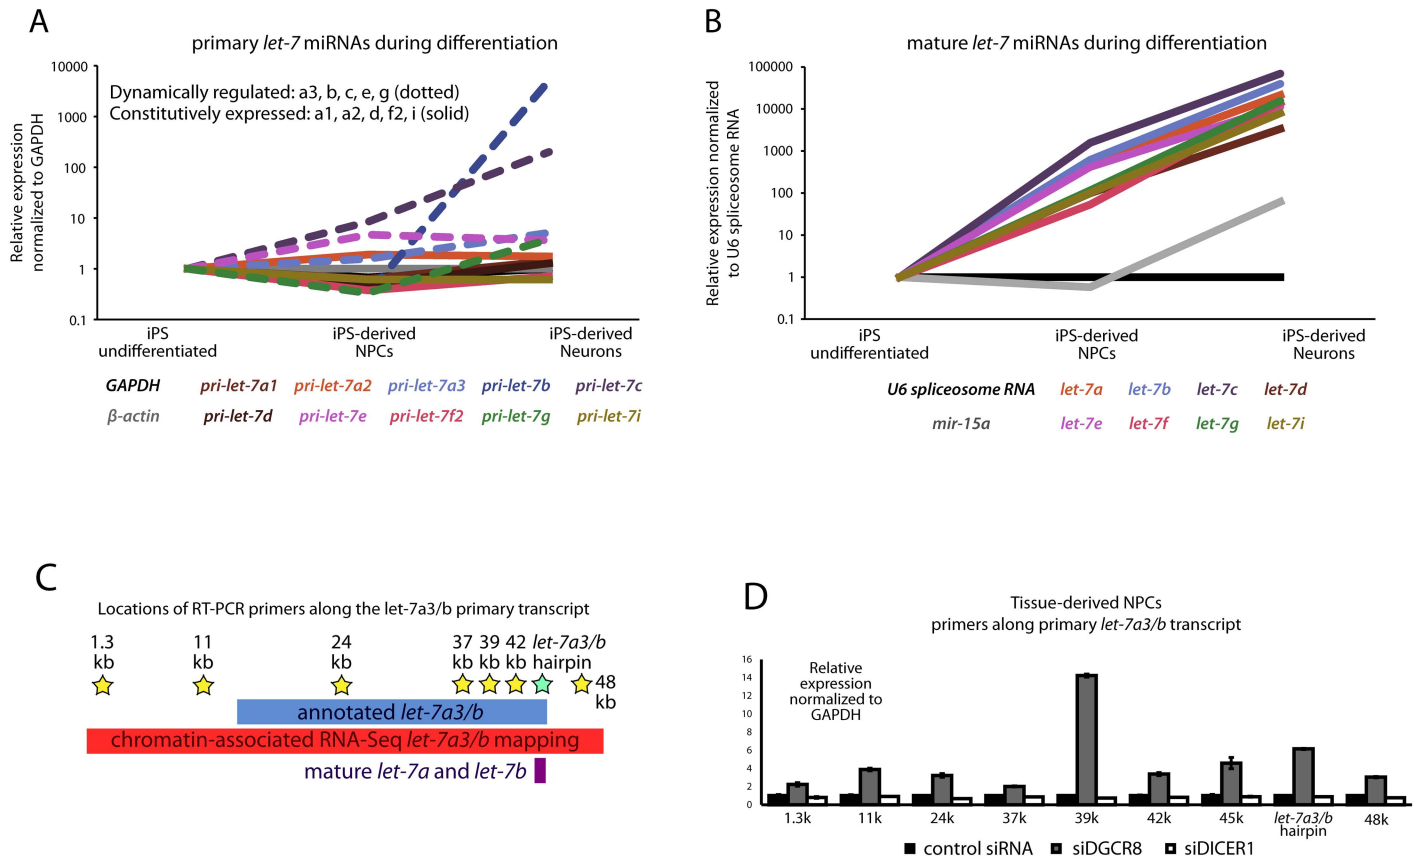 A
primary let-7 miRNAs during differentiation
Relative expression
normalized to GAPDH
10000
1000
100
10
1
0.1
Dynamically regulated: a3, b, c, e, g (dotted)
Constitutively expressed: a1, a2, d, f2, i (solid)
iPS
undifferentiated
iPS-derived
NPCs
iPS-derived
Neurons
GAPDH pri-let-7a1 pri-let-7a2 pri-let-7a3 pri-let-7b pri-let-7c
β-actin pri-let-7d pri-let-7e pri-let-7f2 pri-let-7g pri-let-7i
B
mature let-7 miRNAs during differentiation
Relative expression normalized
to U6 spliceosome RNA
100000
10000
1000
100
10
1
0.1
iPS
undifferentiated
iPS-derived
NPCs
iPS-derived
Neurons
U6 spliceosome RNA let-7a let-7b let-7c let-7d
mir-15a let-7e let-7f let-7g let-7i
C
Locations of RT-PCR primers along the let-7a3/b primary transcript
1.3
kb
11
kb
24
kb
37
kb
39
kb
42
kb
let-7a3/b
hairpin
48
kb
annotated let-7a3/b
chromatin-associated RNA-Seq let-7a3/b mapping
mature let-7a and let-7b
D
Tissue-derived NPCs
primers along primary let-7a3/b transcript
Relative
expression
normalized to
GAPDH
16
14
12
10
8
6
4
2
0
1.3k 11k 24k 37k 39k 42k 45k let-7a3/b 48k
hairpin
control siRNA siDGCR8 siDICER1